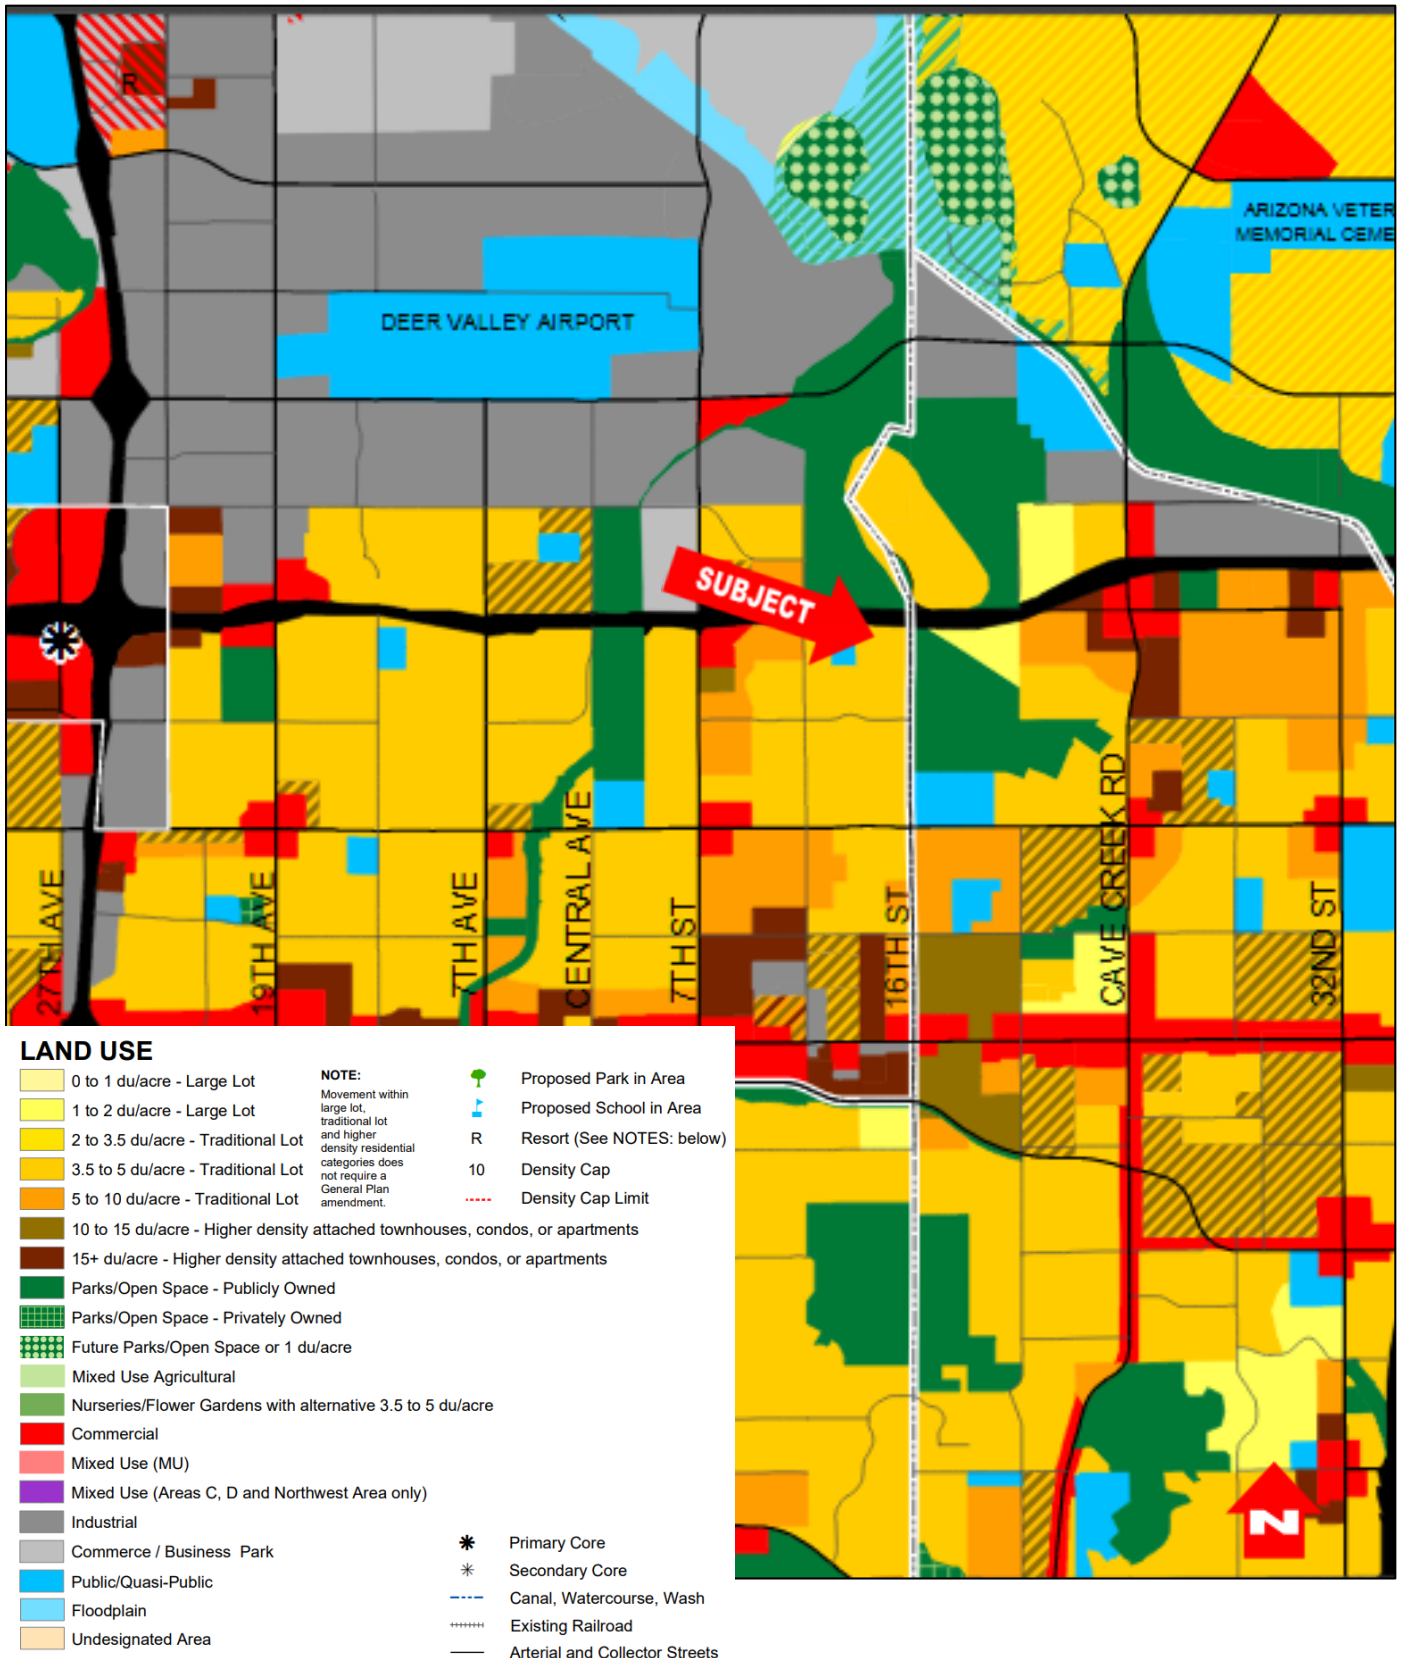 R
ARIZONA VETER
MEMORIAL CEME
DEER VALLEY AIRPORT
SUBJECT
27TH AVE
19TH AVE
7TH AVE
CENTRAL AVE
7TH ST
16TH ST
CAVE CREEK RD
32ND ST
N
LAND USE
0 to 1 du/acre - Large Lot
1 to 2 du/acre - Large Lot
2 to 3.5 du/acre - Traditional Lot
3.5 to 5 du/acre - Traditional Lot
5 to 10 du/acre - Traditional Lot
10 to 15 du/acre - Higher density attached townhouses, condos, or apartments
15+ du/acre - Higher density attached townhouses, condos, or apartments
Parks/Open Space - Publicly Owned
Parks/Open Space - Privately Owned
Future Parks/Open Space or 1 du/acre
Mixed Use Agricultural
Nurseries/Flower Gardens with alternative 3.5 to 5 du/acre
Commercial
Mixed Use (MU)
Mixed Use (Areas C, D and Northwest Area only)
Industrial
Commerce / Business Park
Public/Quasi-Public
Floodplain
Undesignated Area
NOTE:
Movement within
large lot,
traditional lot
and higher
density residential
categories does
not require a
General Plan
amendment.
Proposed Park in Area
Proposed School in Area
R Resort (See NOTES: below)
10 Density Cap
Density Cap Limit
Primary Core
Secondary Core
Canal, Watercourse, Wash
Existing Railroad
Arterial and Collector Streets